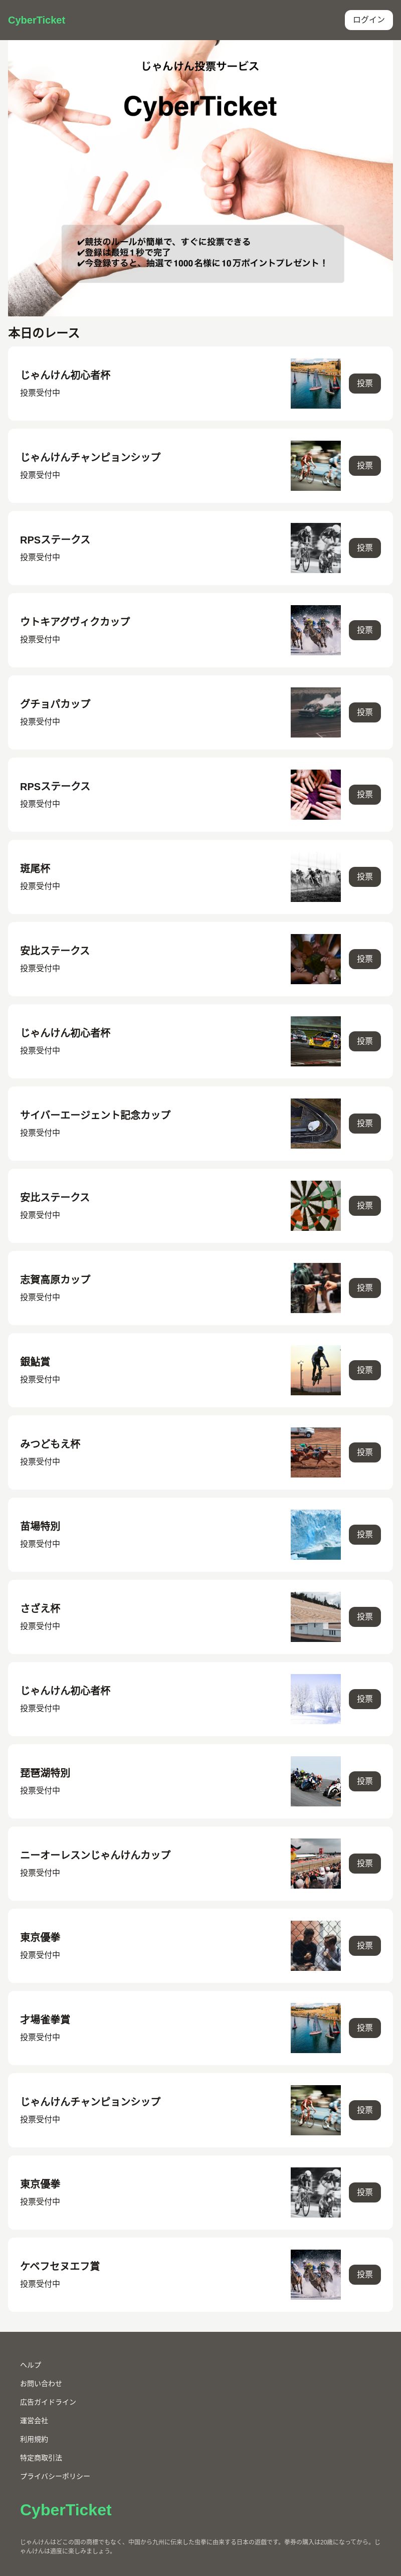 CyberTicket
ログイン
じゃんけん投票サービス
CyberTicket
✔競技のルールが簡単で、すぐに投票できる
✔登録は最短1秒で完了
✔今登録すると、抽選で1000名様に10万ポイントプレゼント！
本日のレース
じゃんけん初心者杯
投票受付中
投票
じゃんけんチャンピョンシップ
投票受付中
投票
RPSステークス
投票受付中
投票
ウトキアグヴィクカップ
投票受付中
投票
グチョパカップ
投票受付中
投票
RPSステークス
投票受付中
投票
斑尾杯
投票受付中
投票
安比ステークス
投票受付中
投票
じゃんけん初心者杯
投票受付中
投票
サイバーエージェント記念カップ
投票受付中
投票
安比ステークス
投票受付中
投票
志賀高原カップ
投票受付中
投票
銀鮎賞
投票受付中
投票
みつどもえ杯
投票受付中
投票
苗場特別
投票受付中
投票
さざえ杯
投票受付中
投票
じゃんけん初心者杯
投票受付中
投票
琵琶湖特別
投票受付中
投票
ニーオーレスンじゃんけんカップ
投票受付中
投票
東京優拳
投票受付中
投票
才場雀拳賞
投票受付中
投票
じゃんけんチャンピョンシップ
投票受付中
投票
東京優拳
投票受付中
投票
ケベフセヌエフ賞
投票受付中
投票
ヘルプ
お問い合わせ
広告ガイドライン
運営会社
利用規約
特定商取引法
プライバシーポリシー
CyberTicket
じゃんけんはどこの国の商標でもなく、中国から九州に伝来した虫拳に由来する日本の遊戯です。拳券の購入は20歳になってから。じ
ゃんけんは適度に楽しみましょう。